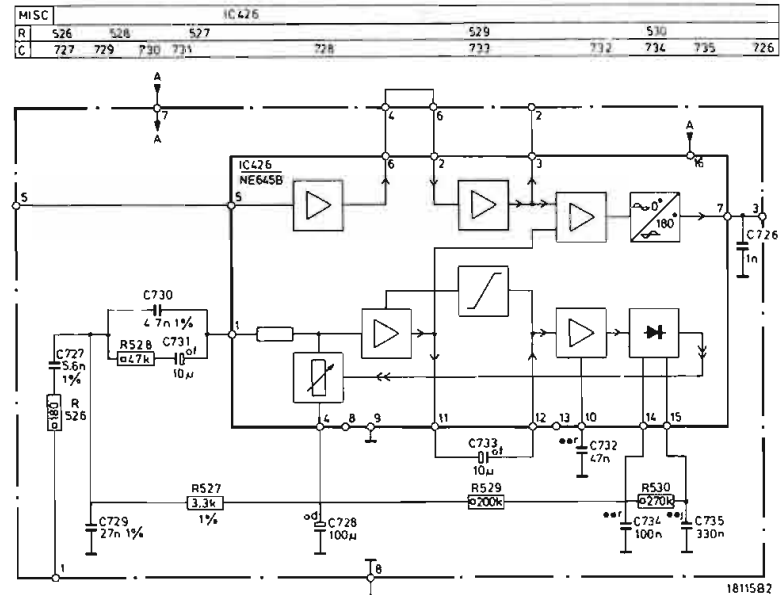 MISC IC426
R 526 528 527 529 530
C 727 729 730 731 728 733 732 734 735 726
A
7
A
4 6 2
A
IC426
NE645B
6 2 3 16
5 5
0°
180°
7 3
C726
1n
C730
4.7n 1%
C731
R528
47k
10µ
1
C727
5.6n
1%
R
526
180
4 8 9 11 12 13 10 14 15
C733
10µ
C732
47n
R527
3.3k
1%
R529
200k
R530
270k
C729
27n 1%
C728
100µ
C734
100n
C735
330n
1 8
18115B2